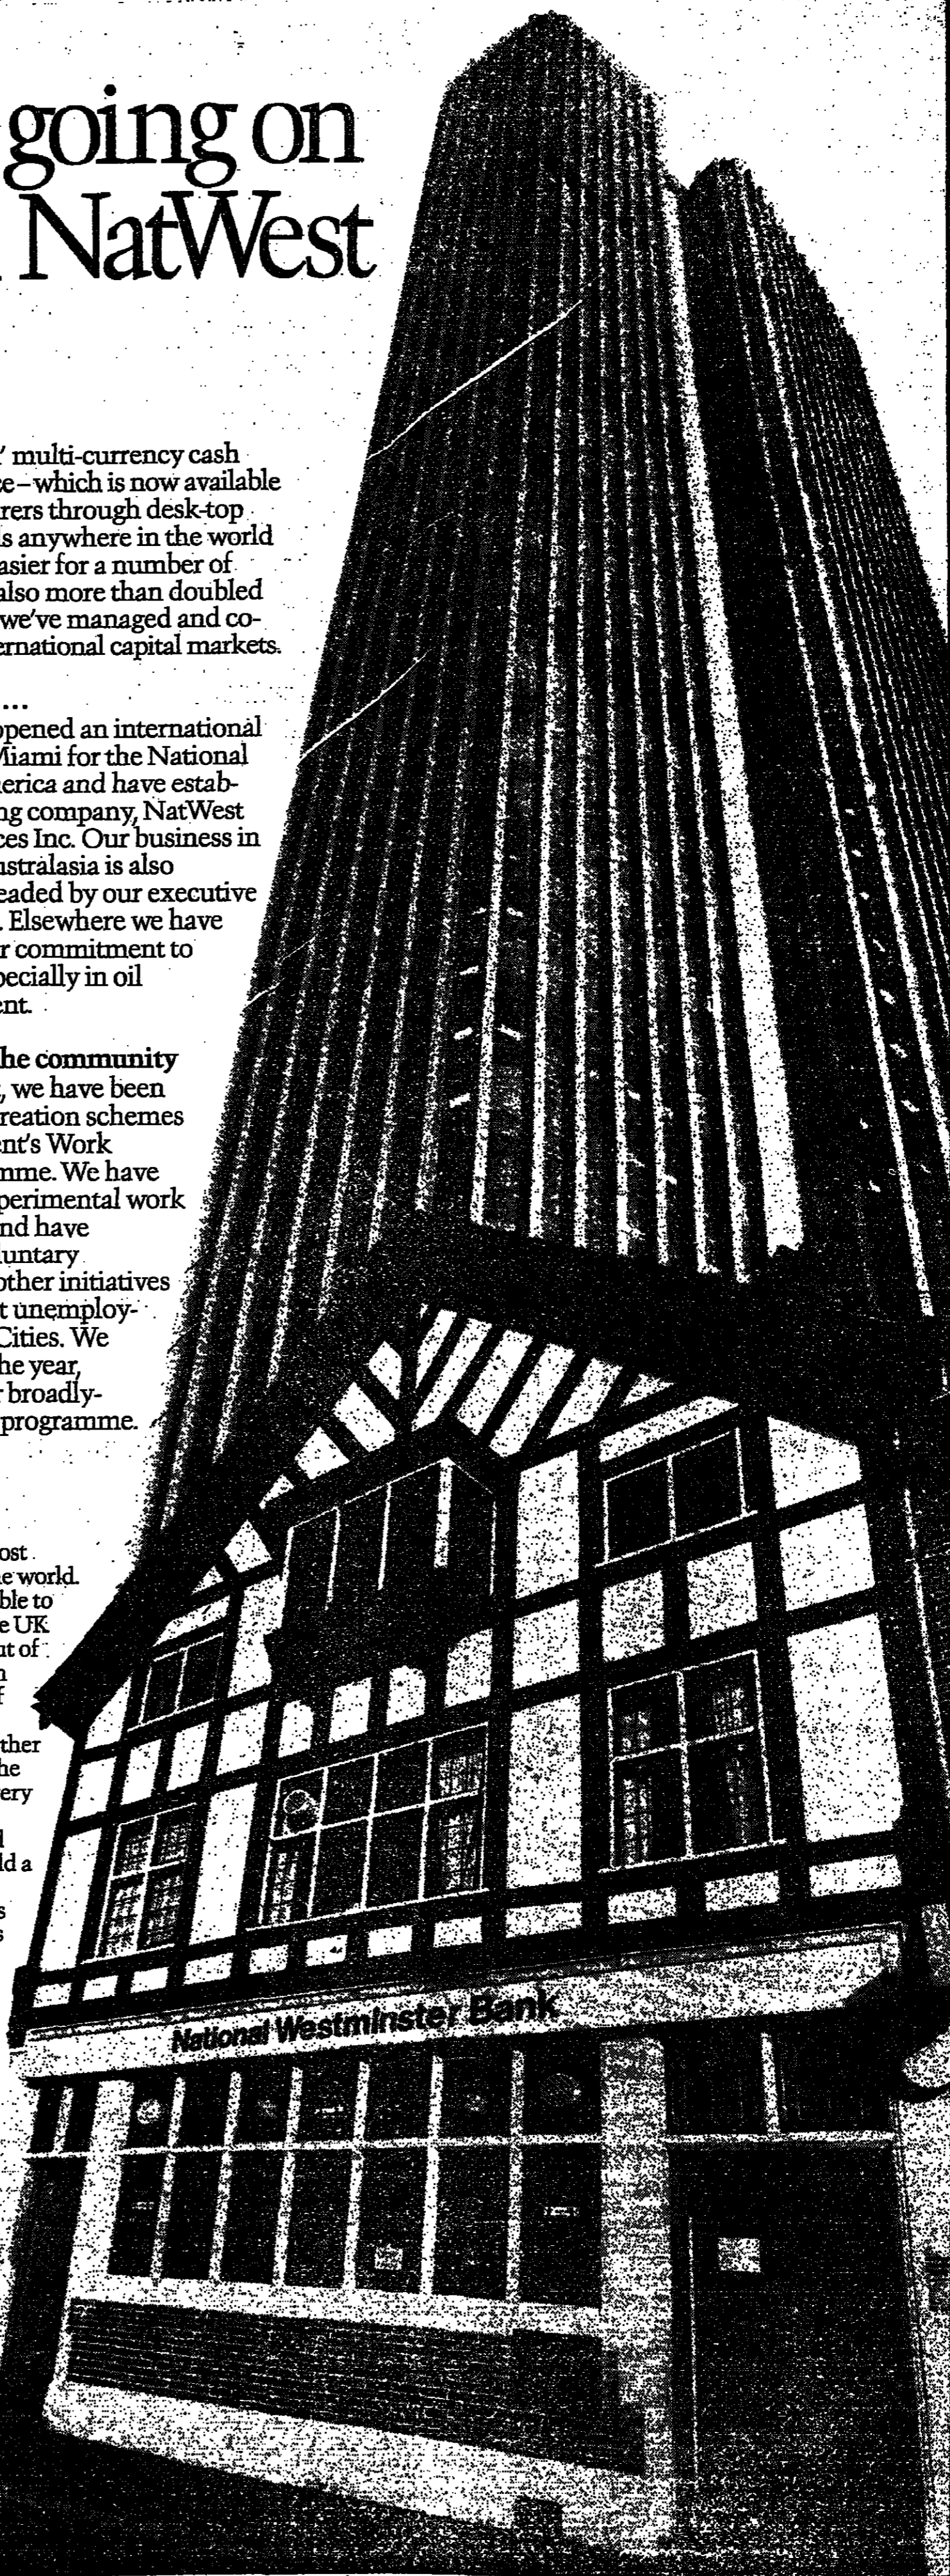 going on
NatWest
multi-currency cash
– which is now available
through desk-top
anywhere in the world
asier for a number of
also more than doubled
we've managed and co-
ernational capital markets.
...
opened an international
Miami for the National
erica and have estab-
ng company, NatWest
ces Inc. Our business in
ustralasia is also
eaded by our executive
. Elsewhere we have
r commitment to
pecially in oil
ent.
he community
, we have been
reation schemes
ent's Work
mme. We have
perimental work
nd have
luntary
other initiatives
t unemploy-
Cities. We
he year,
broadly-
programme.
ost
e world.
ble to
e UK
ut of
n
f
ther
he
ery
l
ld a
s
s
National Westminster Bank